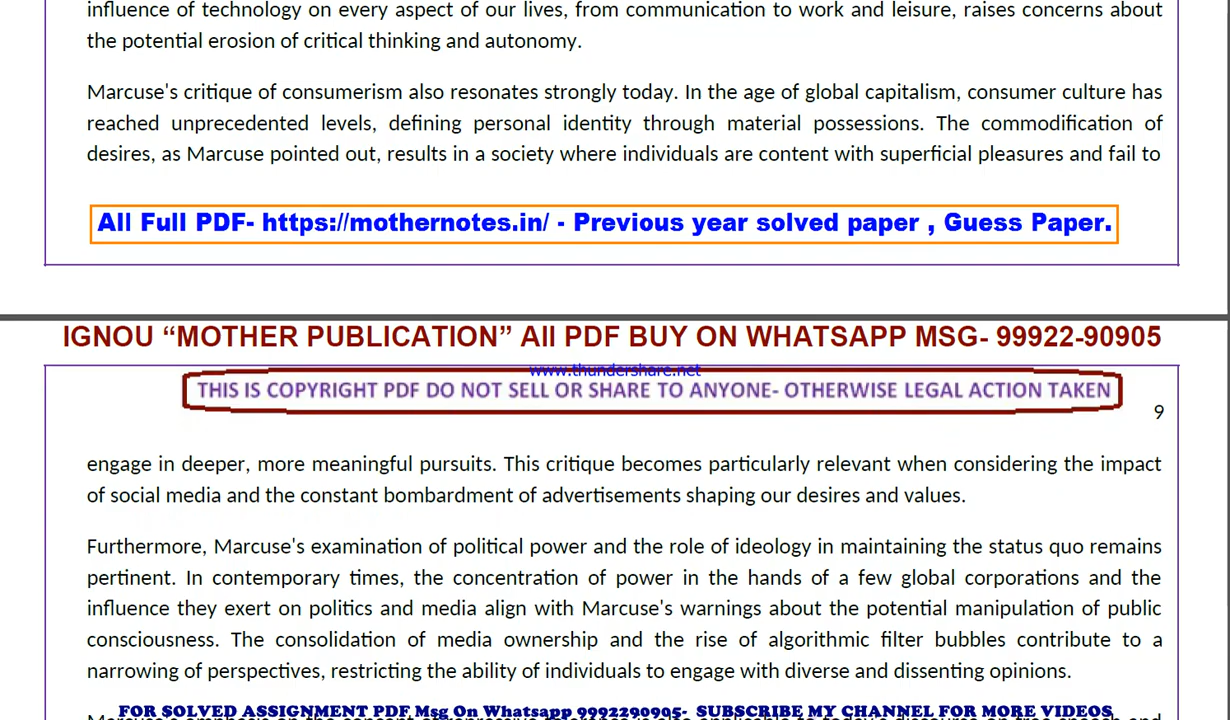 influence of technology on every aspect of our lives, from communication to work and leisure, raises concerns about
the potential erosion of critical thinking and autonomy.
Marcuse's critique of consumerism also resonates strongly today. In the age of global capitalism, consumer culture has
reached unprecedented levels, defining personal identity through material possessions. The commodification of
desires, as Marcuse pointed out, results in a society where individuals are content with superficial pleasures and fail to
All Full PDF- https://mothernotes.in/ - Previous year solved paper , Guess Paper.
IGNOU “MOTHER PUBLICATION” All PDF BUY ON WHATSAPP MSG- 99922-90905
www.thundershare.net
THIS IS COPYRIGHT PDF DO NOT SELL OR SHARE TO ANYONE- OTHERWISE LEGAL ACTION TAKEN
9
engage in deeper, more meaningful pursuits. This critique becomes particularly relevant when considering the impact
of social media and the constant bombardment of advertisements shaping our desires and values.
Furthermore, Marcuse's examination of political power and the role of ideology in maintaining the status quo remains
pertinent. In contemporary times, the concentration of power in the hands of a few global corporations and the
influence they exert on politics and media align with Marcuse's warnings about the potential manipulation of public
consciousness. The consolidation of media ownership and the rise of algorithmic filter bubbles contribute to a
narrowing of perspectives, restricting the ability of individuals to engage with diverse and dissenting opinions.
FOR SOLVED ASSIGNMENT PDF Msg On Whatsapp 9992290905- SUBSCRIBE MY CHANNEL FOR MORE VIDEOS